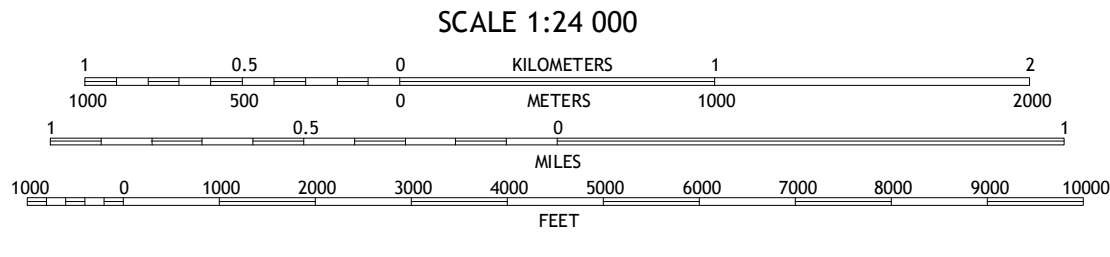 SCALE 1:24 000
1 0.5 0 KILOMETERS 1 2
1000 500 0 METERS 1000 2000
1 0.5 0 1
MILES
1000 0 1000 2000 3000 4000 5000 6000 7000 8000 9000 10000
FEET